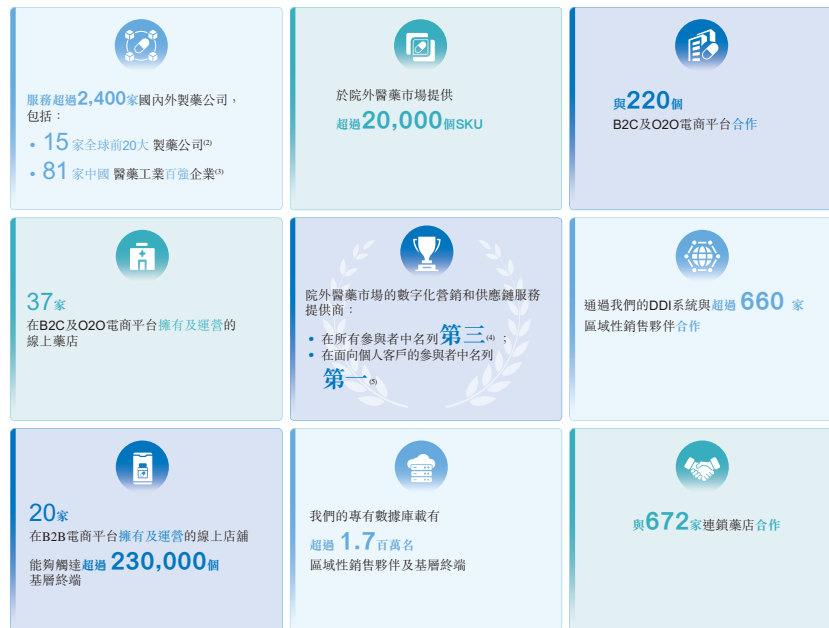 服務超過2,400家國內外製藥公司，
包括：
• 15家全球前20大 製藥公司(2)
• 81家中國 醫藥工業百強企業(3)
於院外醫藥市場提供
超過20,000個SKU
與220個
B2C及O2O電商平台合作
37家
在B2C及O2O電商平台擁有及運營的
線上藥店
院外醫藥市場的數字化營銷和供應鏈服務
提供商：
• 在所有參與者中名列第三(4)；
• 在面向個人客戶的參與者中名列
第一(5)
通過我們的DDI系統與超過 660 家
區域性銷售夥伴合作
20家
在B2B電商平台擁有及運營的線上店舖
能夠觸達超過 230,000個
基層終端
我們的專有數據庫載有
超過 1.7百萬名
區域性銷售夥伴及基層終端
與672家連鎖藥店合作